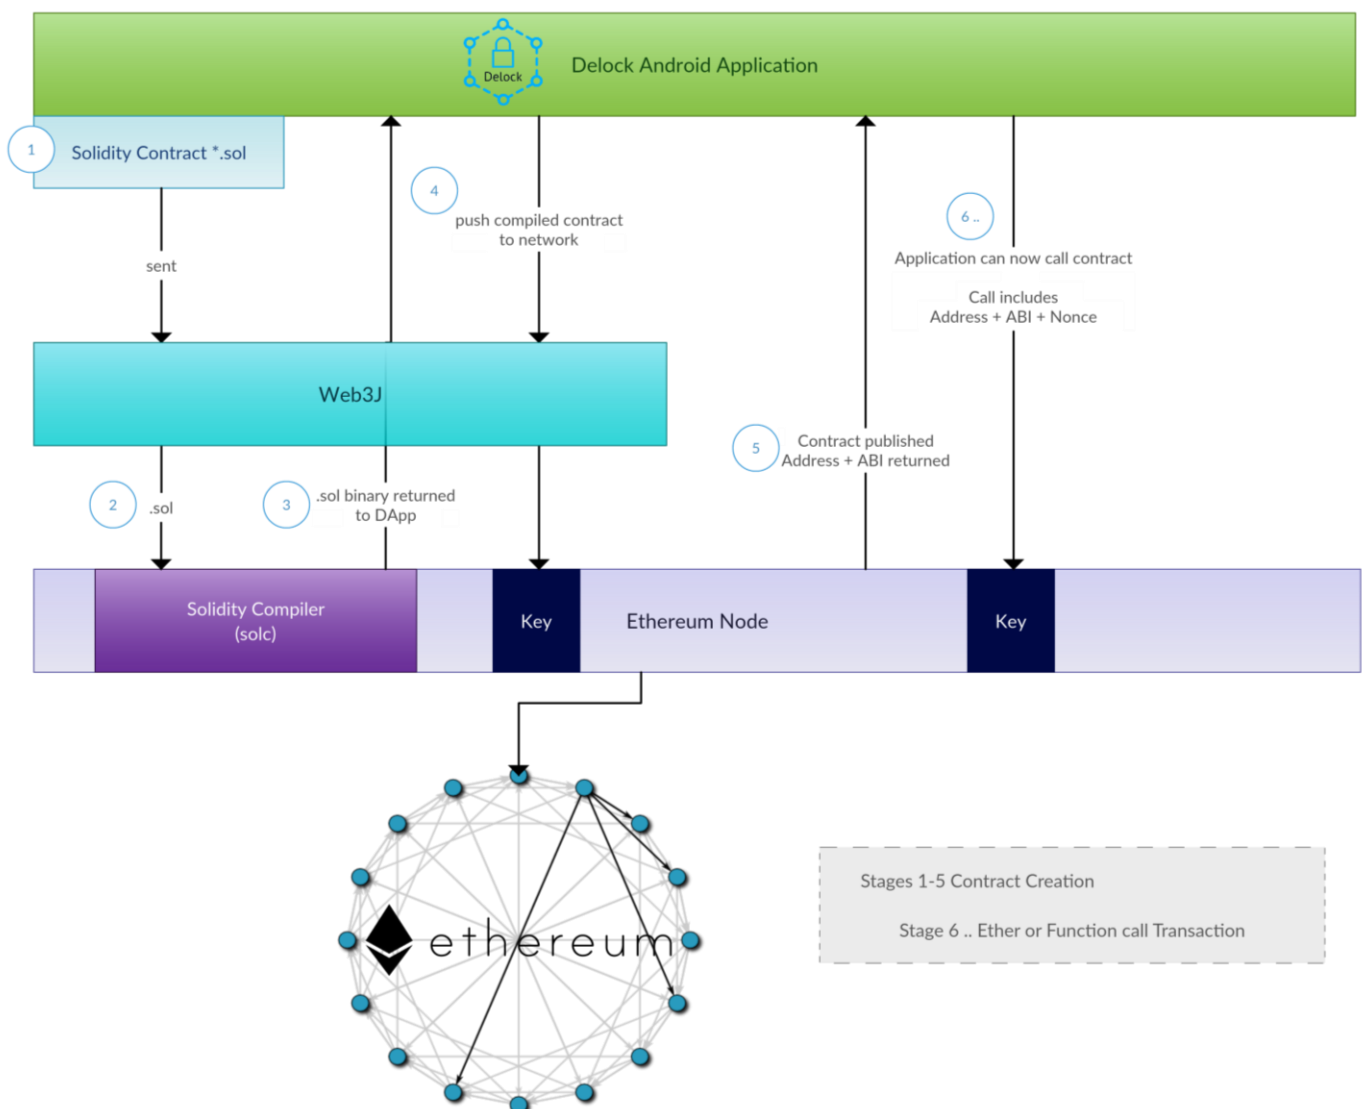 Delock
Delock Android Application
1
Solidity Contract *.sol
sent
4
push compiled contract
to network
6 ..
Application can now call contract
Call includes
Address + ABI + Nonce
Web3J
5
Contract published
Address + ABI returned
2
.sol
3
.sol binary returned
to DApp
Solidity Compiler
(solc)
Key
Ethereum Node
Key
ethereum
Stages 1-5 Contract Creation
Stage 6 .. Ether or Function call Transaction